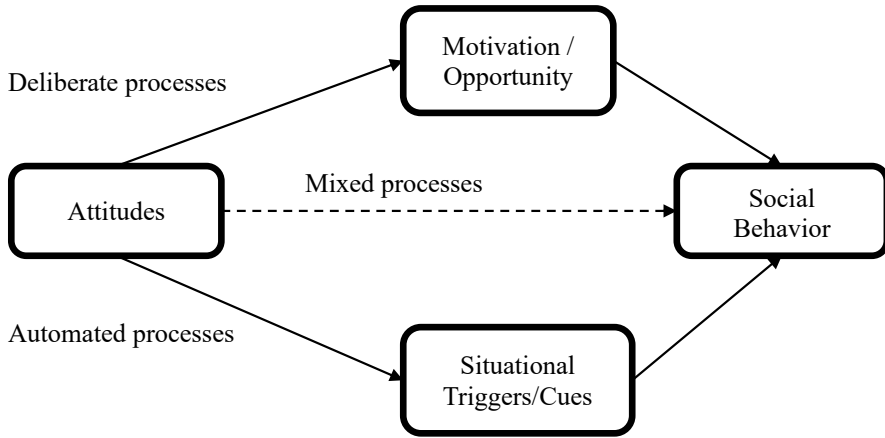 Motivation /
Opportunity
Deliberate processes
Mixed processes
Attitudes
Social
Behavior
Automated processes
Situational
Triggers/Cues